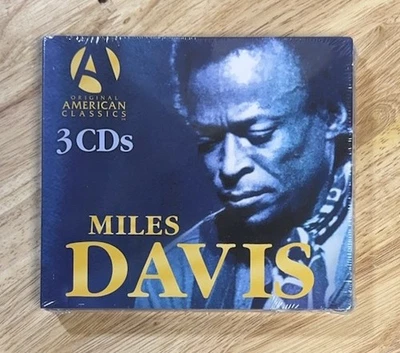 A
ORIGINAL
AMERICAN
CLASSICS
3 CDs
MILES
DAVIS